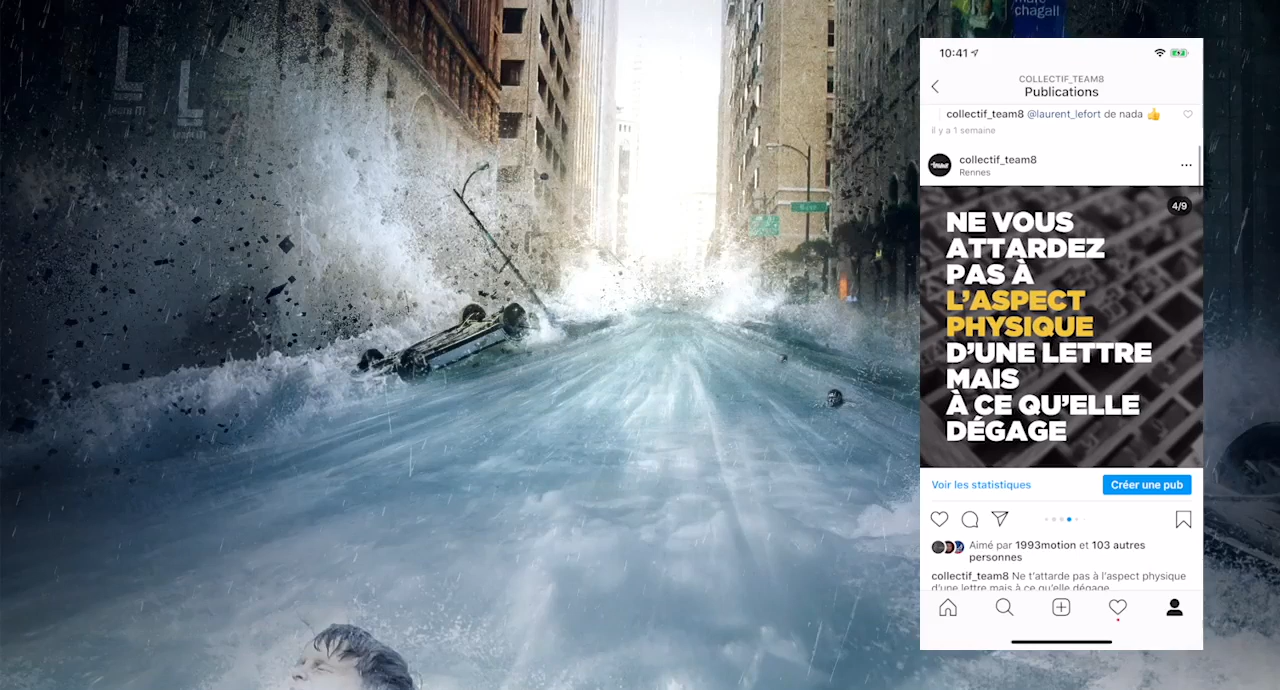 marc
chagall
10:41
COLLECTIF_TEAM8
Publications
collectif_team8 @laurent_lefort de nada 👍
il y a 1 semaine
collectif_team8
Rennes
4/9
NE VOUS
ATTARDEZ
PAS À
L'ASPECT
PHYSIQUE
D'UNE LETTRE
MAIS
À CE QU'ELLE
DÉGAGE
Voir les statistiques
Créer une pub
Aimé par 1993motion et 103 autres
personnes
collectif_team8 Ne t'attarde pas à l'aspect physique
d'une lettre mais à ce qu'elle dégage